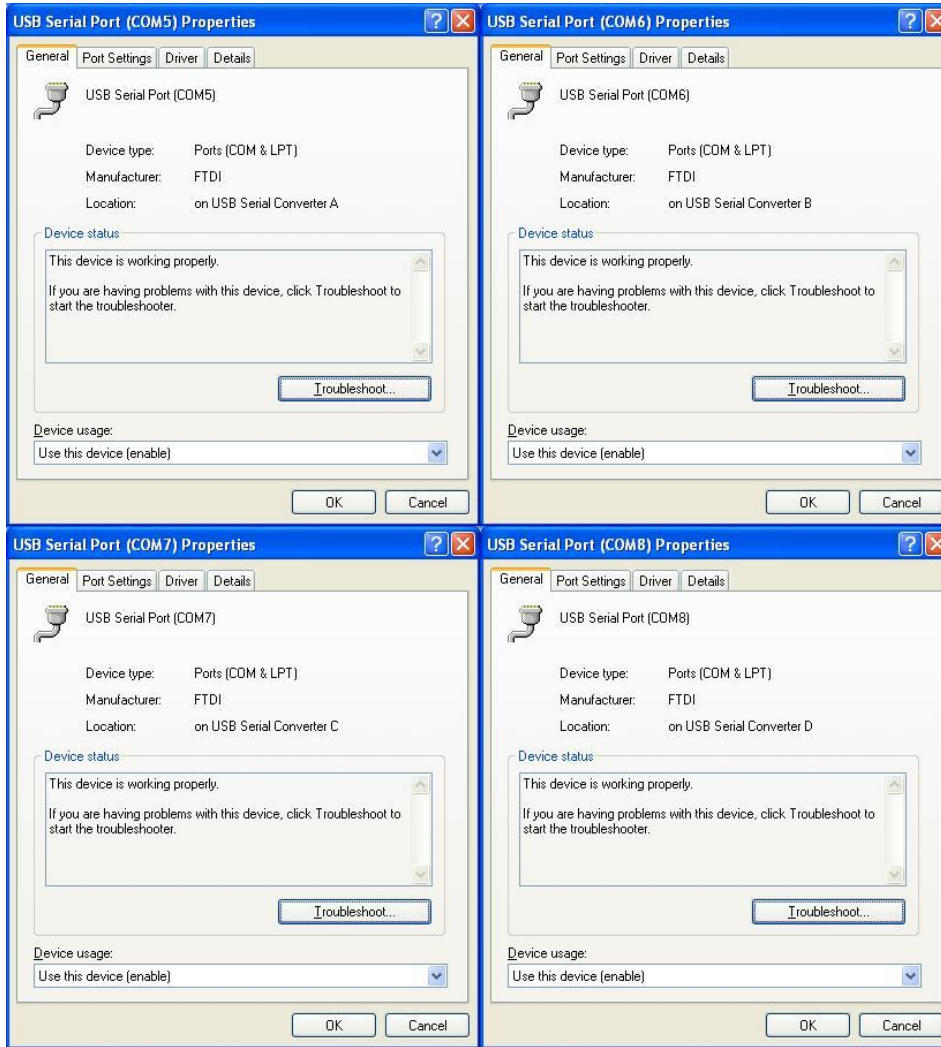 USB Serial Port (COM5) Properties
General Port Settings Driver Details
USB Serial Port (COM5)
Device type: Ports (COM & LPT)
Manufacturer: FTDI
Location: on USB Serial Converter A
Device status
This device is working properly.
If you are having problems with this device, click Troubleshoot to
start the troubleshooter.
Troubleshoot...
Device usage:
Use this device (enable)
OK Cancel
USB Serial Port (COM6) Properties
General Port Settings Driver Details
USB Serial Port (COM6)
Device type: Ports (COM & LPT)
Manufacturer: FTDI
Location: on USB Serial Converter B
Device status
This device is working properly.
If you are having problems with this device, click Troubleshoot to
start the troubleshooter.
Troubleshoot...
Device usage:
Use this device (enable)
OK Cancel
USB Serial Port (COM7) Properties
General Port Settings Driver Details
USB Serial Port (COM7)
Device type: Ports (COM & LPT)
Manufacturer: FTDI
Location: on USB Serial Converter C
Device status
This device is working properly.
If you are having problems with this device, click Troubleshoot to
start the troubleshooter.
Troubleshoot...
Device usage:
Use this device (enable)
OK Cancel
USB Serial Port (COM8) Properties
General Port Settings Driver Details
USB Serial Port (COM8)
Device type: Ports (COM & LPT)
Manufacturer: FTDI
Location: on USB Serial Converter D
Device status
This device is working properly.
If you are having problems with this device, click Troubleshoot to
start the troubleshooter.
Troubleshoot...
Device usage:
Use this device (enable)
OK Cancel